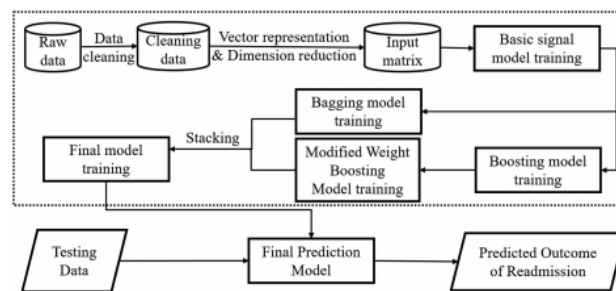 Raw
data
Data
cleaning
Cleaning
data
Vector representation
& Dimension reduction
Input
matrix
Basic signal
model training
Bagging model
training
Stacking
Final model
training
Modified Weight
Boosting
Model training
Boosting model
training
Testing
Data
Final Prediction
Model
Predicted Outcome
of Readmission